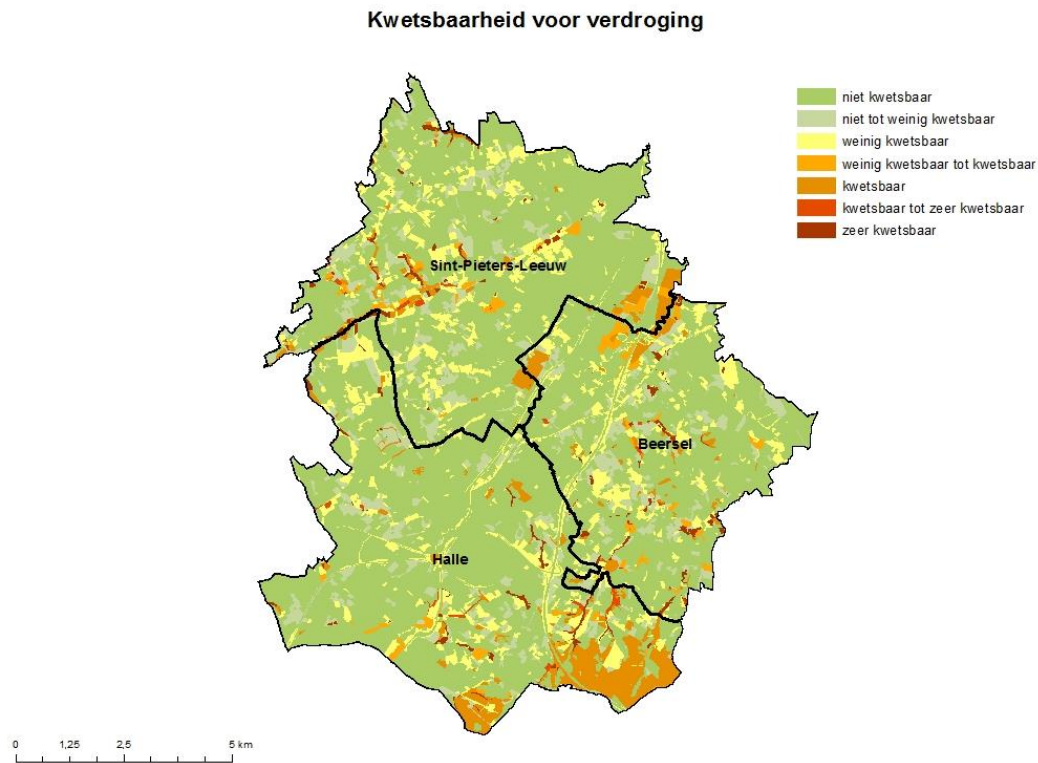 Kwetsbaarheid voor verdroging
niet kwetsbaar
niet tot weinig kwetsbaar
weinig kwetsbaar
weinig kwetsbaar tot kwetsbaar
kwetsbaar
kwetsbaar tot zeer kwetsbaar
zeer kwetsbaar
Sint-Pieters-Leeuw
Beersel
Halle
0 1,25 2,5 5 km